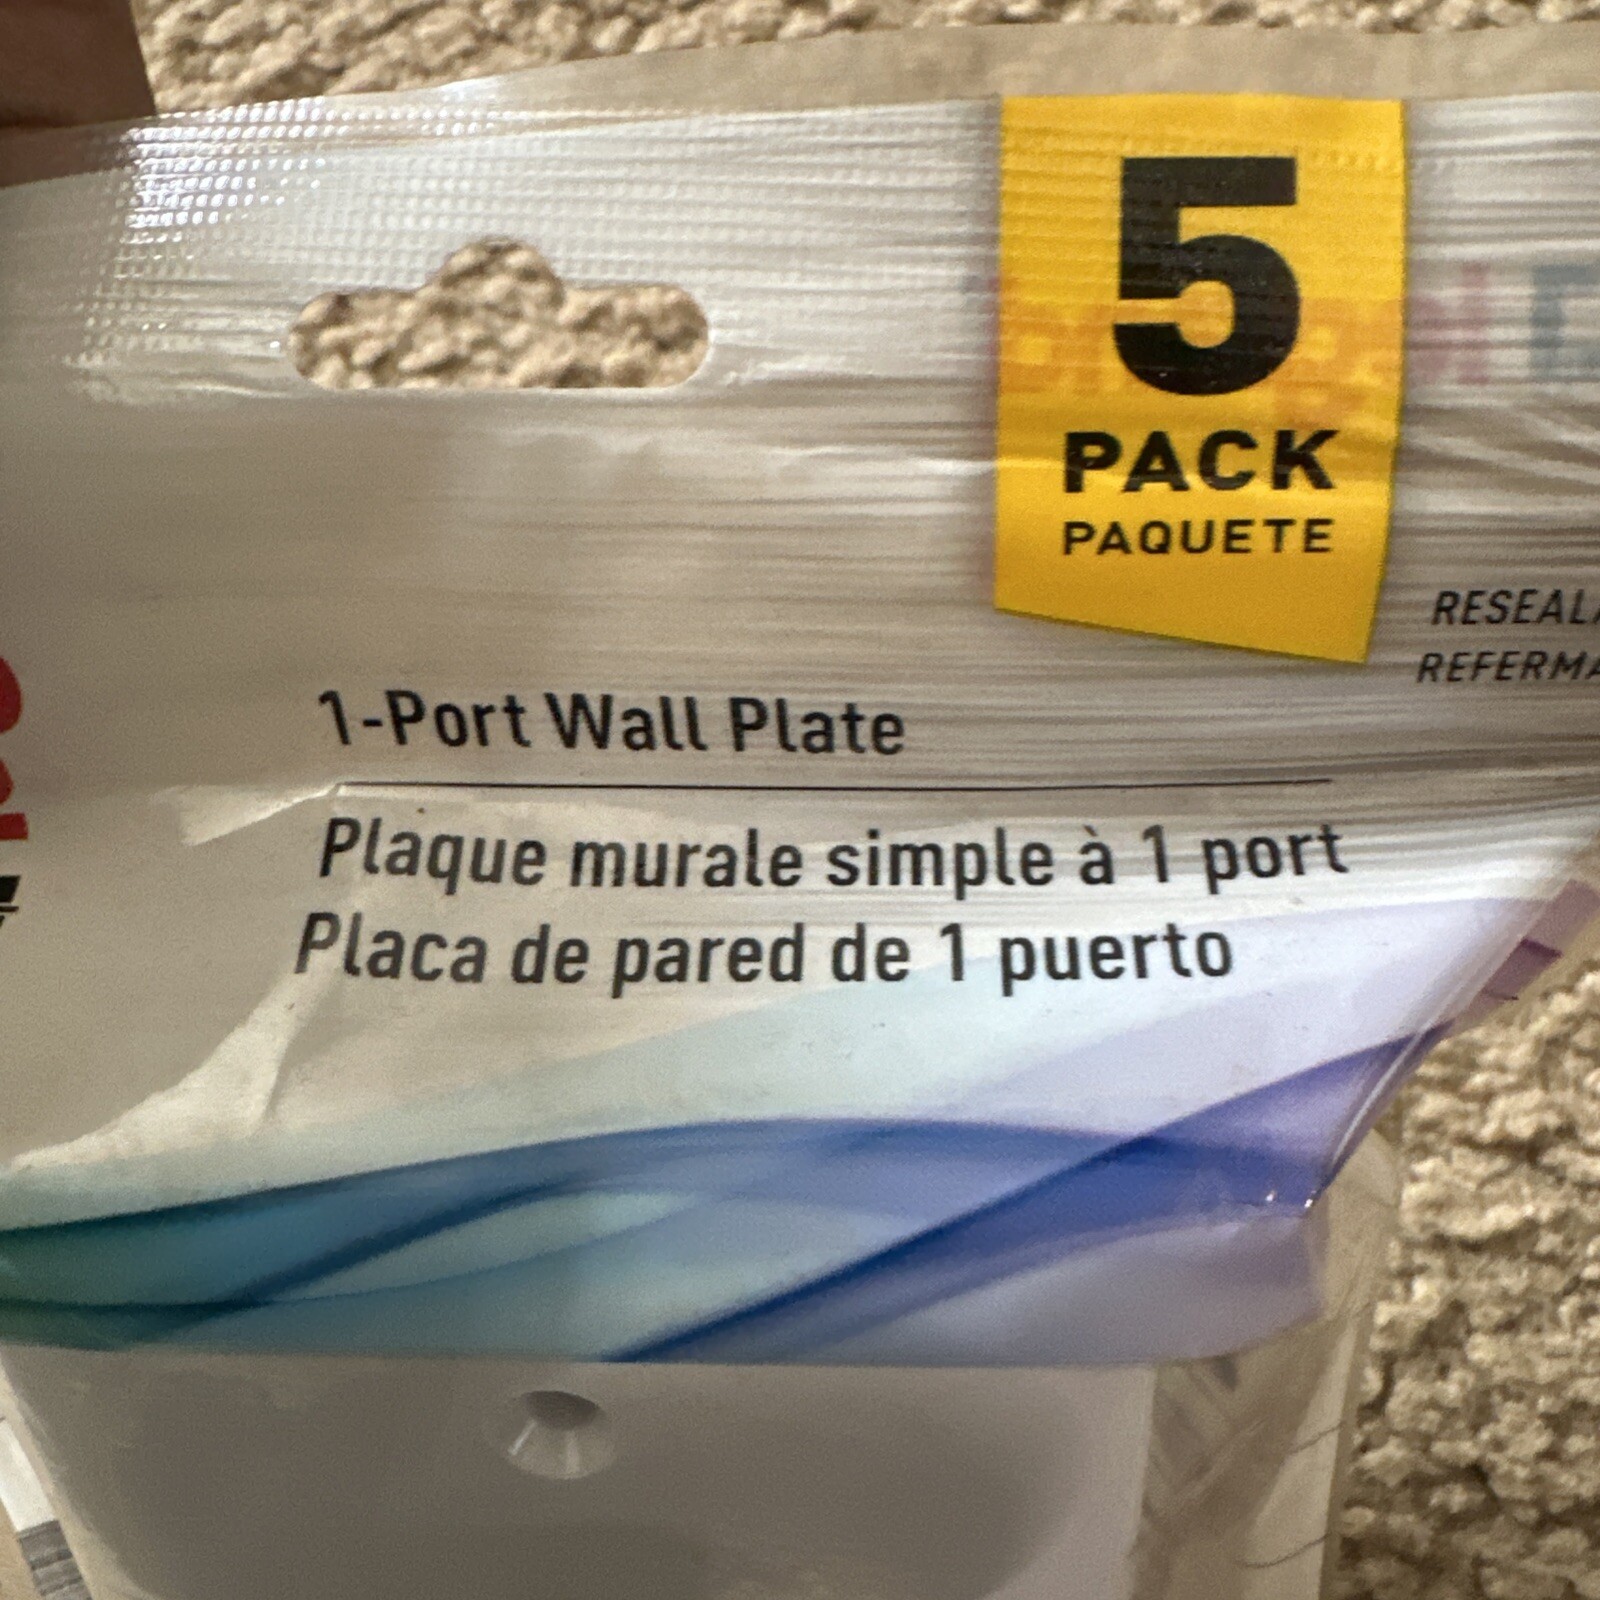 5
PACK
PAQUETE
1-Port Wall Plate
Plaque murale simple à 1 port
Placa de pared de 1 puerto